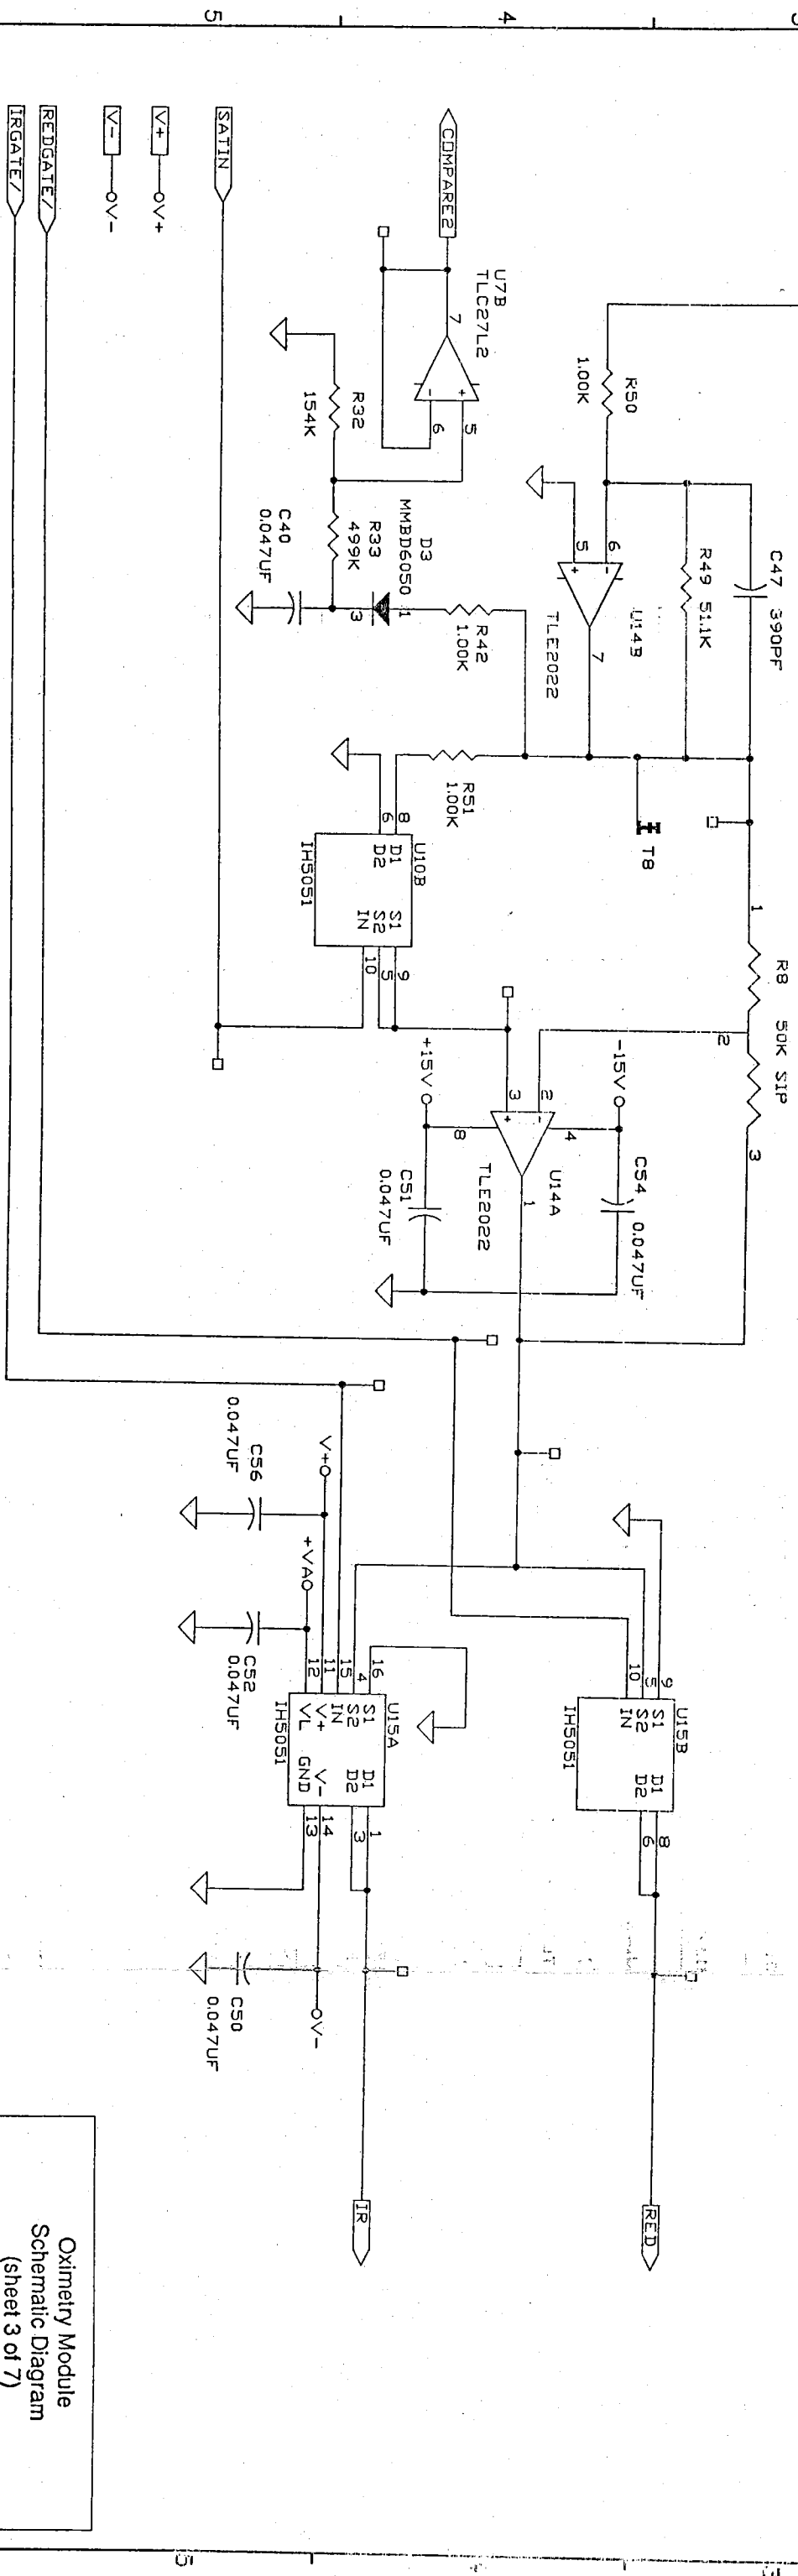 C47 390PF
R49 51.1K
R50
1.00K
6
5
-
+
7
U14B
TLE2022
T8
1
R8 50K SIP
2
3
COMPARE2
U7B
TLC27L2
7
+
-
5
6
R32
154K
R33
499K
D3
MMBD6050
1
3
C40
0.047UF
R42
1.00K
R51
1.00K
8
6
U10B
D1
D2
S1
S2
IN
IH5051
9
5
10
-15V
+15V
2
3
-
+
4
8
1
U14A
TLE2022
C54 0.047UF
C51
0.047UF
SATIN
V+
OV+
V-
OV-
REDGATE/
IRGATE/
V+
C56
0.047UF
+VA
C52
0.047UF
16
4
15
11
12
U15A
S1
S2
IN
V+
VL
D1
D2
V-
GND
IH5051
1
3
14
13
V-
C50
0.047UF
9
5
10
U15B
S1
S2
IN
D1
D2
IH5051
8
6
RED
IR
5
4
5
Oximetry Module
Schematic Diagram
(sheet 3 of 7)